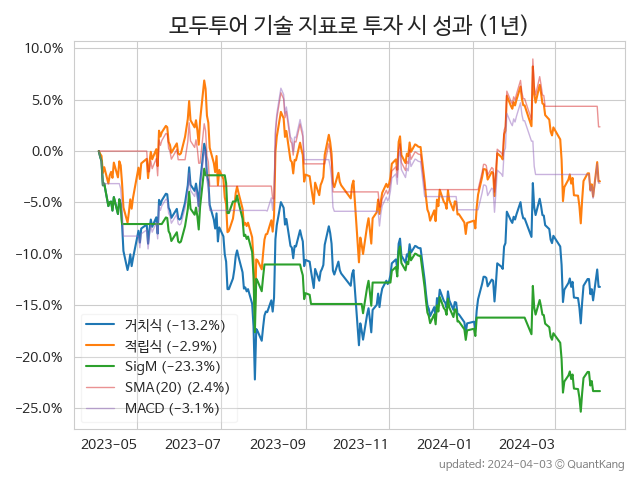 모두투어 기술 지표로 투자 시 성과 (1년)
10.0%
5.0%
0.0%
−5.0%
−10.0%
−15.0%
−20.0%
−25.0%
거치식 (−13.2%)
적립식 (−2.9%)
SigM (−23.3%)
SMA(20) (2.4%)
MACD (−3.1%)
2023-05 2023-07 2023-09 2023-11 2024-01 2024-03
updated: 2024-04-03 © QuantKang